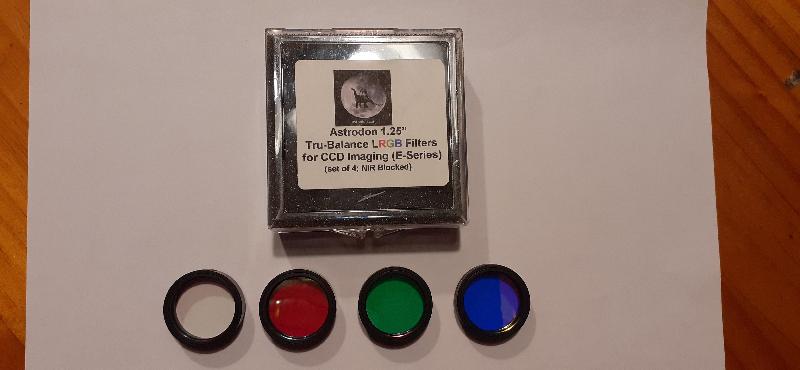 Astrodon 1.25"
Tru-Balance LRGB Filters
for CCD Imaging (E-Series)
(set of 4; NIR Blocked)